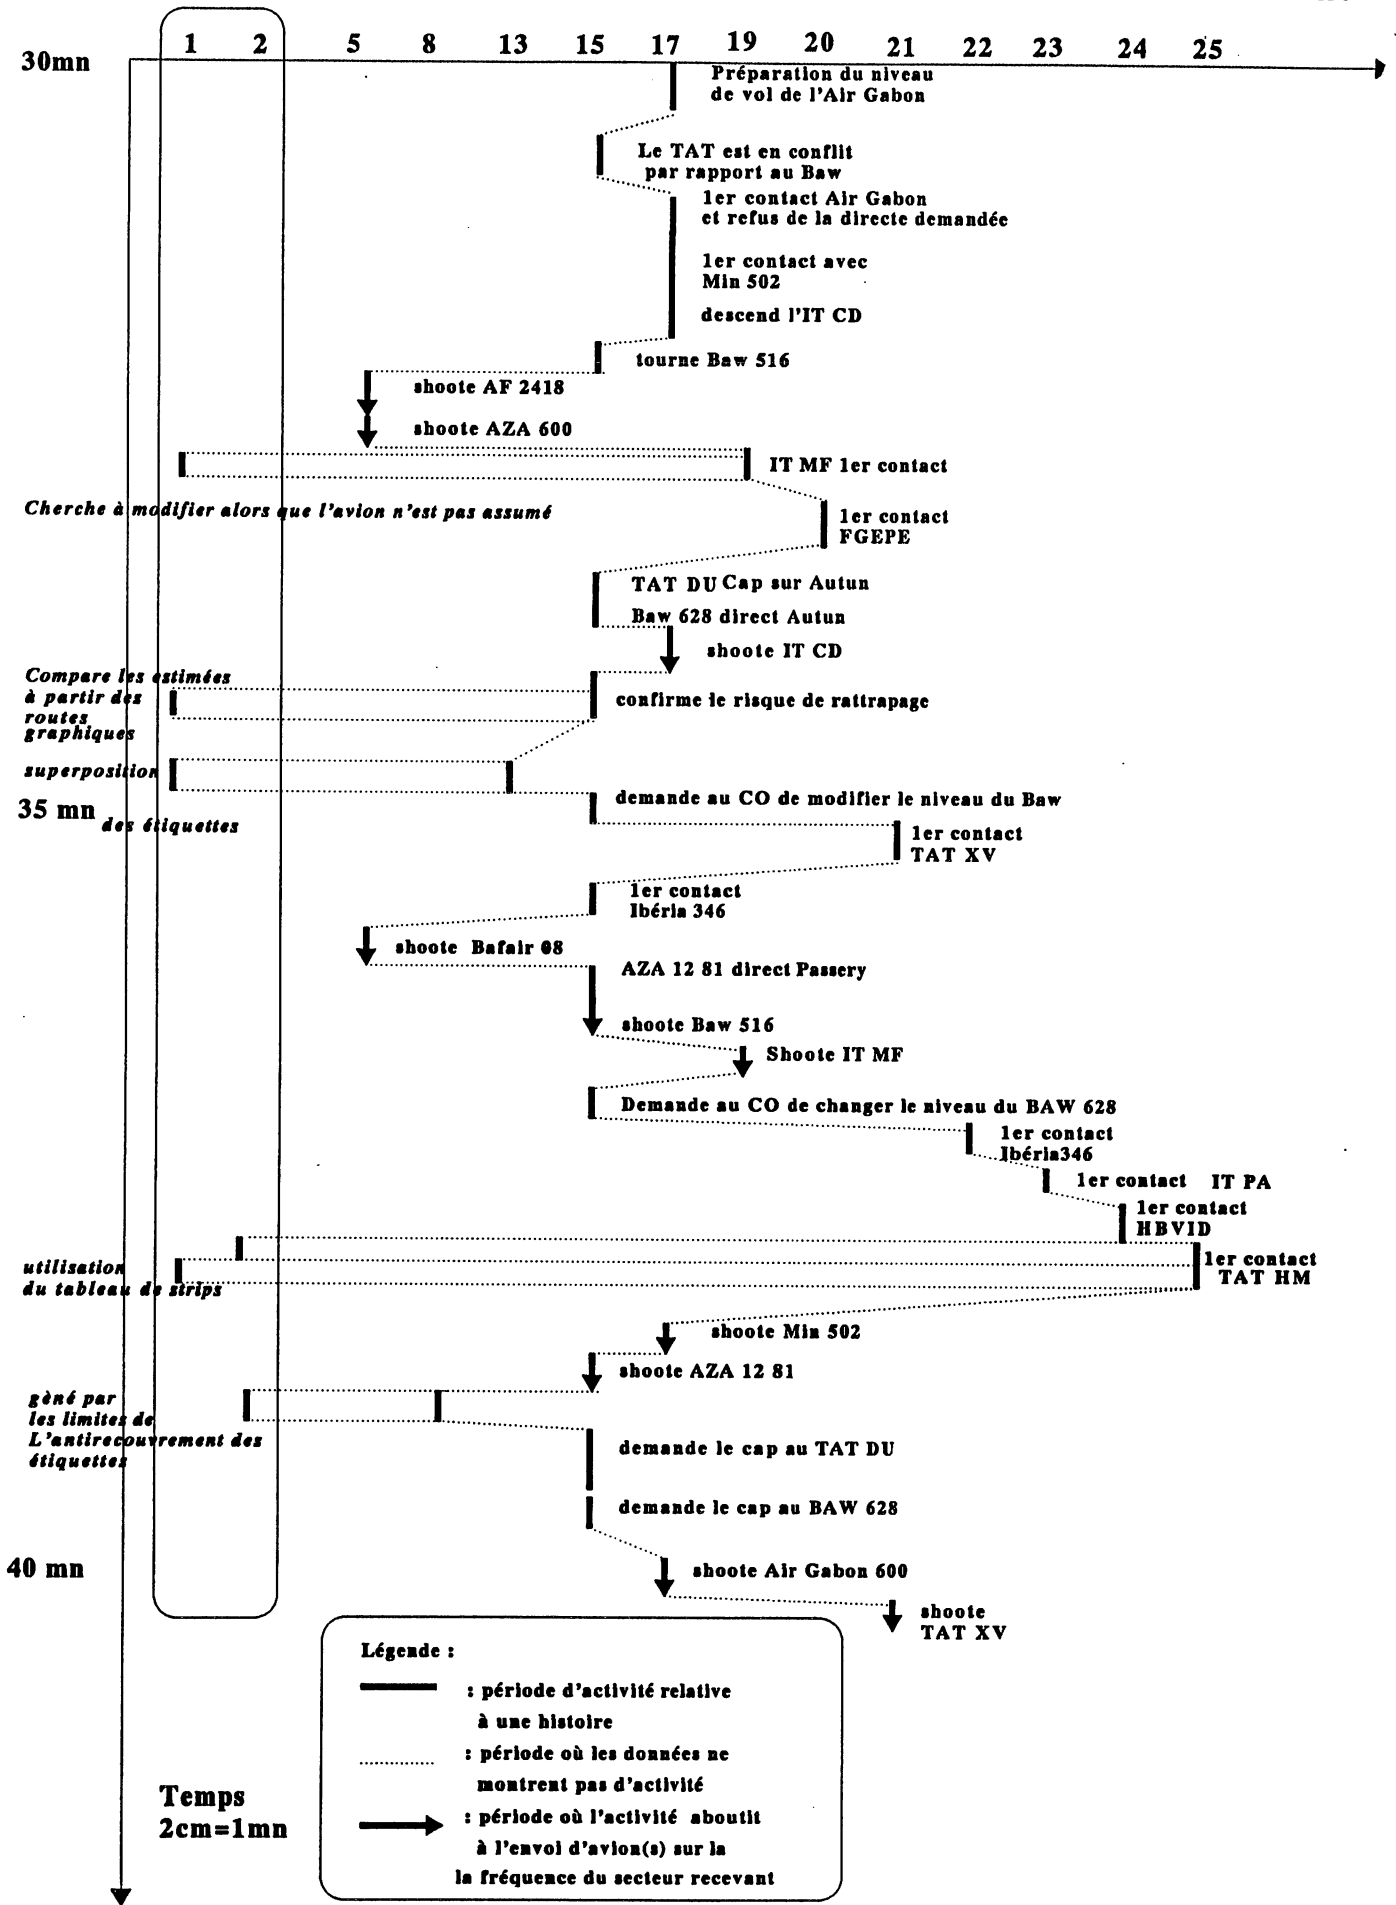 1 2 5 8 13 15 17 19 20 21 22 23 24 25
30mn
Préparation du niveau
de vol de l'Air Gabon
Le TAT est en conflit
par rapport au Baw
1er contact Air Gabon
et refus de la directe demandée
1er contact avec
Min 502
descend l'IT CD
tourne Baw 516
shoote AF 2418
shoote AZA 600
IT MF 1er contact
Cherche à modifier alors que l'avion n'est pas assumé
1er contact
FGEPE
TAT DU Cap sur Autun
Baw 628 direct Autun
shoote IT CD
Compare les estimées
à partir des
routes
graphiques
confirme le risque de rattrapage
superposition
35 mn
des étiquettes
demande au CO de modifier le niveau du Baw
1er contact
TAT XV
1er contact
Ibéria 346
shoote Bafair 08
AZA 12 81 direct Passery
shoote Baw 516
Shoote IT MF
Demande au CO de changer le niveau du BAW 628
1er contact
Ibéria346
1er contact IT PA
1er contact
HBVID
utilisation
du tableau de strips
1er contact
TAT HM
shoote Min 502
shoote AZA 12 81
gèné par
les limites de
L'antirecouvrement des
étiquettes
demande le cap au TAT DU
demande le cap au BAW 628
40 mn
shoote Air Gabon 600
shoote
TAT XV
Légende :
: période d'activité relative
à une histoire
: période où les données ne
montrent pas d'activité
: période où l'activité aboutit
à l'envoi d'avion(s) sur la
la fréquence du secteur recevant
Temps
2cm=1mn